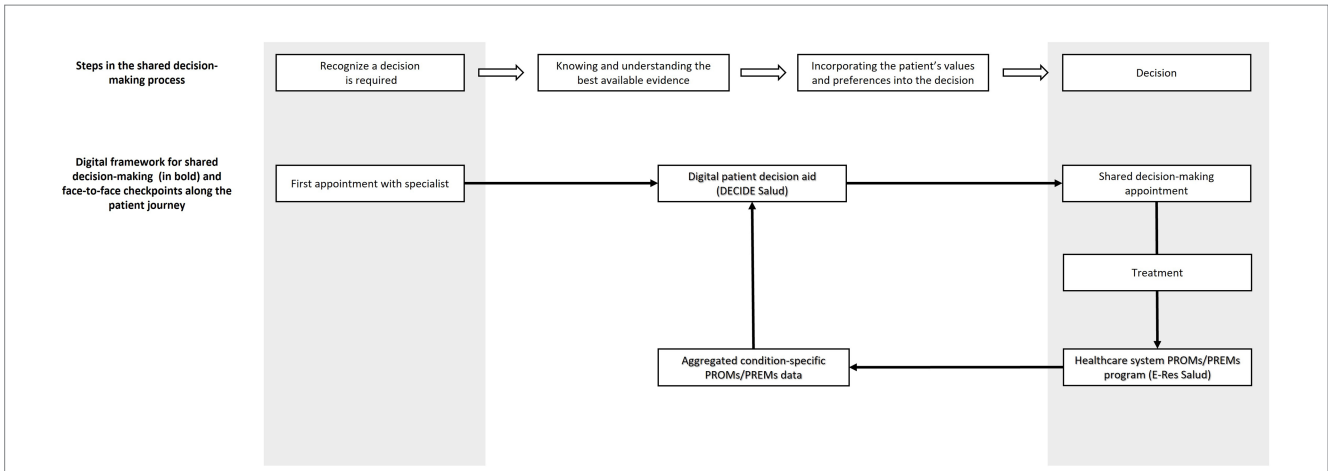 Steps in the shared decision-
making process
Recognize a decision
is required
Knowing and understanding the
best available evidence
Incorporating the patient's values
and preferences into the decision
Decision
Digital framework for shared
decision-making (in bold) and
face-to-face checkpoints along the
patient journey
First appointment with specialist
Digital patient decision aid
(DECIDE Salud)
Shared decision-making
appointment
Treatment
Aggregated condition-specific
PROMs/PREMs data
Healthcare system PROMs/PREMs
program (E-Res Salud)